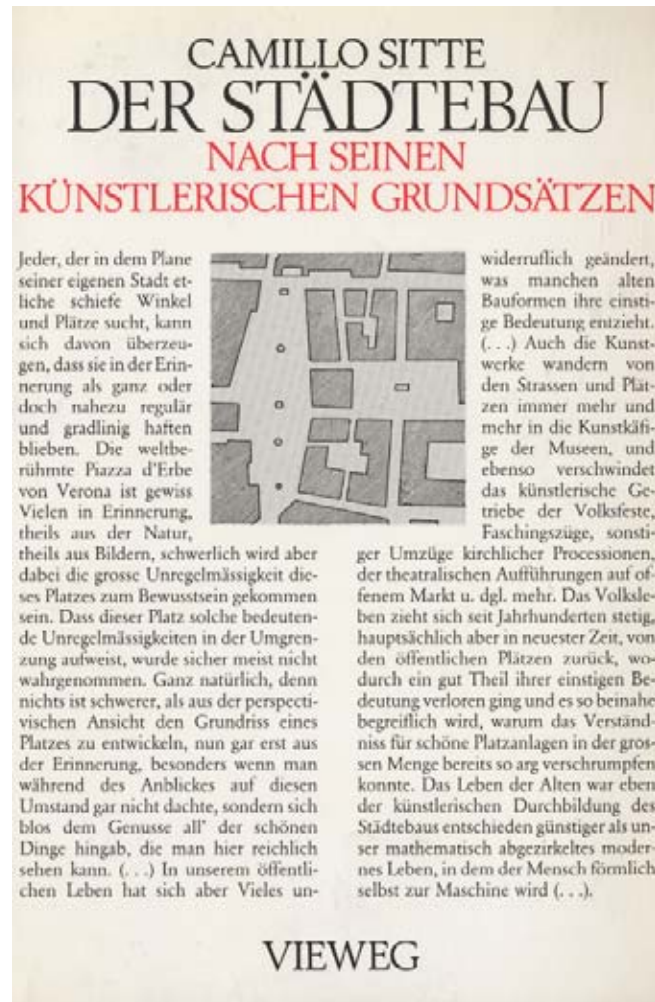 CAMILLO SITTE
DER STÄDTEBAU
NACH SEINEN
KÜNSTLERISCHEN GRUNDSÄTZEN
Jeder, der in dem Plane
seiner eigenen Stadt et-
liche schiefe Winkel
und Plätze sucht, kann
sich davon überzeu-
gen, dass sie in der Erin-
nerung als ganz oder
doch nahezu regulär
und gradlinig haften
blieben. Die weltbe-
rühmte Piazza d'Erbe
von Verona ist gewiss
Vielen in Erinnerung,
theils aus der Natur,
theils aus Bildern, schwerlich wird aber
dabei die grosse Unregelmässigkeit die-
ses Platzes zum Bewusstsein gekommen
sein. Dass dieser Platz solche bedeuten-
de Unregelmässigkeiten in der Umgren-
zung aufweist, wurde sicher meist nicht
wahrgenommen. Ganz natürlich, denn
nichts ist schwerer, als aus der perspecti-
vischen Ansicht den Grundriss eines
Platzes zu entwickeln, nun gar erst aus
der Erinnerung, besonders wenn man
während des Anblickes auf diesen
Umstand gar nicht dachte, sondern sich
blos dem Genusse all' der schönen
Dinge hingab, die man hier reichlich
sehen kann. (. . .) In unserem öffentli-
chen Leben hat sich aber Vieles un-
widerruflich geändert,
was manchen alten
Bauformen ihre einsti-
ge Bedeutung entzieht.
(. . .) Auch die Kunst-
werke wandern von
den Strassen und Plät-
zen immer mehr und
mehr in die Kunstkäfi-
ge der Museen, und
ebenso verschwindet
das künstlerische Ge-
triebe der Volksfeste,
Faschingszüge, sonsti-
ger Umzüge kirchlicher Processionen,
der theatralischen Aufführungen auf of-
fenem Markt u. dgl. mehr. Das Volksle-
ben zieht sich seit Jahrhunderten stetig,
hauptsächlich aber in neuester Zeit, von
den öffentlichen Plätzen zurück, wo-
durch ein gut Theil ihrer einstigen Be-
deutung verloren ging und es so beinahe
begreiflich wird, warum das Verständ-
niss für schöne Platzanlagen in der gros-
sen Menge bereits so arg verschrumpfen
konnte. Das Leben der Alten war eben
der künstlerischen Durchbildung des
Städtebaus entschieden günstiger als un-
ser mathematisch abgezirkeltes moder-
nes Leben, in dem der Mensch förmlich
selbst zur Maschine wird (. . .).
VIEWEG